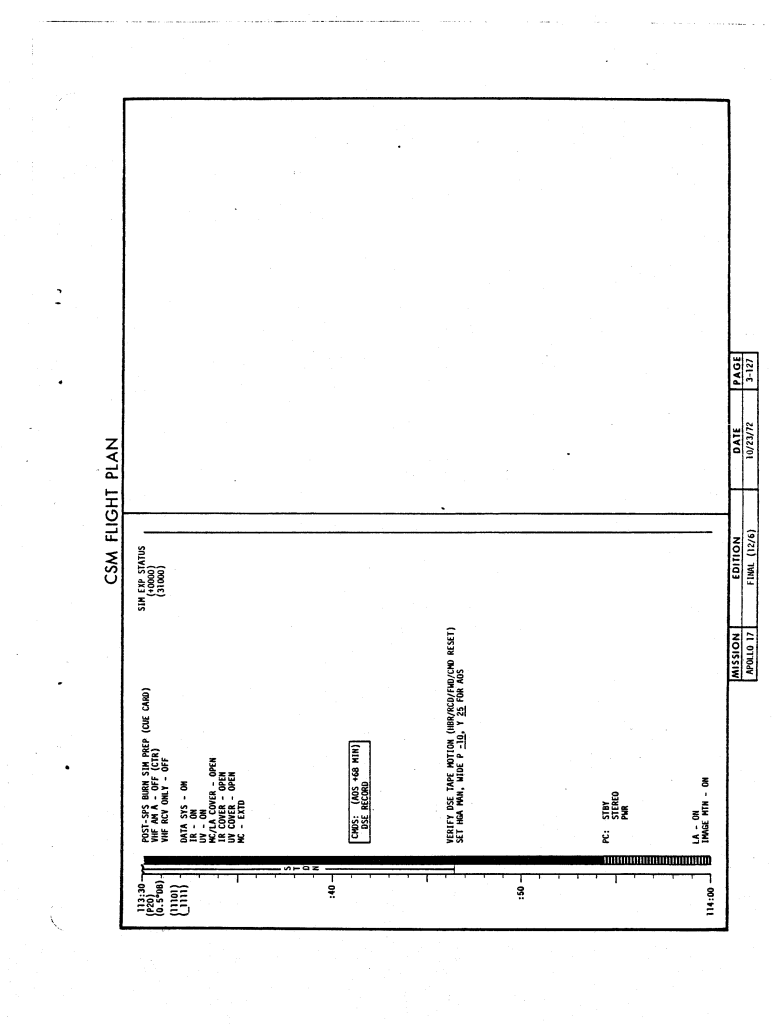 CSM FLIGHT PLAN
113:30
(P20)
(0.5°DB)
(11101)
(_1111)
S
T
D
N
:40
:50
114:00
POST-SPS BURN SIM PREP (CUE CARD)
VHF AM A - OFF (CTR)
VHF RCV ONLY - OFF
SIM EXP STATUS
(+0000)
(31000)
DATA SYS - ON
IR - ON
UV - ON
MC/LA COVER - OPEN
IR COVER - OPEN
UV COVER - OPEN
MC - EXTD
CMDS: (AOS +68 MIN)
DSE RECORD
VERIFY DSE TAPE MOTION (HBR/RCD/FWD/CMD RESET)
SET HGA MAN, WIDE P -10, Y 25 FOR AOS
PC: STBY
STEREO
PWR
LA - ON
IMAGE MTN - ON
MISSION EDITION DATE PAGE
APOLLO 17 FINAL (12/6) 10/23/72 3-127